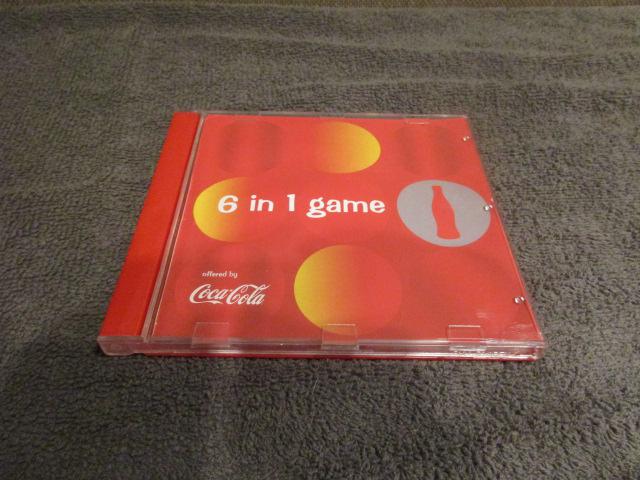 6 in 1 game
offered by
Coca-Cola